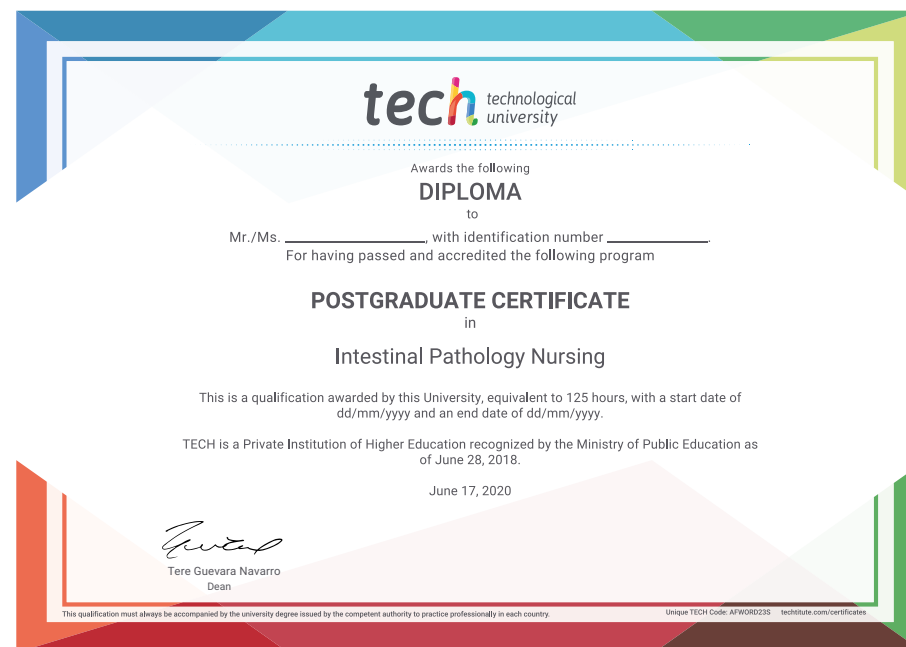 tech technological
university
Awards the following
DIPLOMA
to
Mr./Ms. ____________________, with identification number ______________.
For having passed and accredited the following program
POSTGRADUATE CERTIFICATE
in
Intestinal Pathology Nursing
This is a qualification awarded by this University, equivalent to 125 hours, with a start date of
dd/mm/yyyy and an end date of dd/mm/yyyy.
TECH is a Private Institution of Higher Education recognized by the Ministry of Public Education as
of June 28, 2018.
June 17, 2020
Tere Guevara Navarro
Dean
This qualification must always be accompanied by the university degree issued by the competent authority to practice professionally in each country.
Unique TECH Code: AFWORD23S techtitute.com/certificates